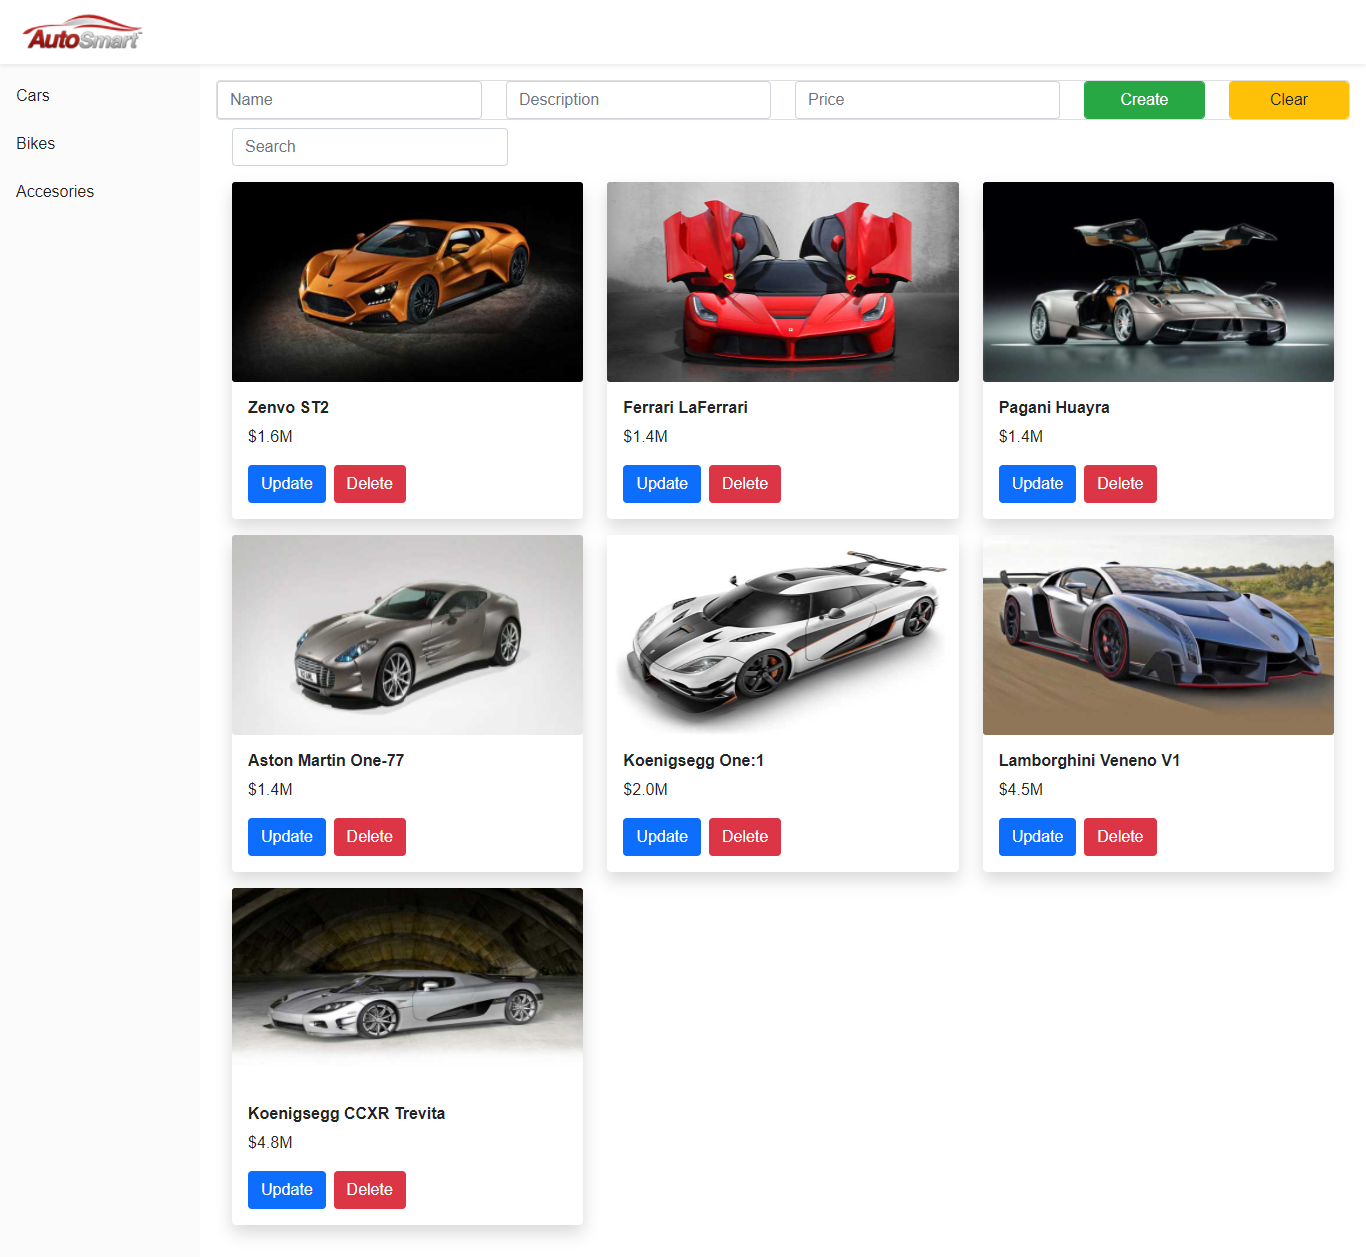 AutoSmart
Cars
Bikes
Accesories
Name
Description
Price
Create
Clear
Search
Zenvo ST2
$1.6M
Update Delete
Ferrari LaFerrari
$1.4M
Update Delete
Pagani Huayra
$1.4M
Update Delete
Aston Martin One-77
$1.4M
Update Delete
Koenigsegg One:1
$2.0M
Update Delete
Lamborghini Veneno V1
$4.5M
Update Delete
Koenigsegg CCXR Trevita
$4.8M
Update Delete